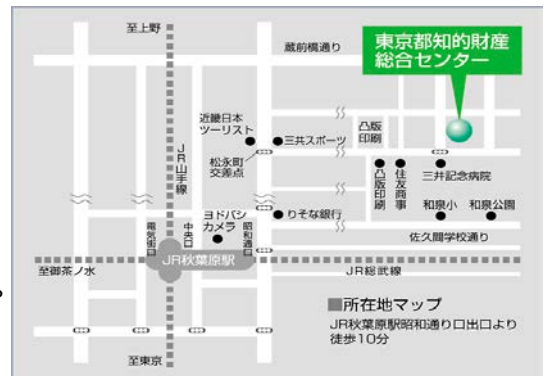 至上野
蔵前橋通り
東京都知的財産
総合センター
近畿日本
ツーリスト
三共スポーツ
凸版
印刷
JR山手線
松永町
交差点
凸版印刷
住友商事
三井記念病院
ヨドバシ
カメラ
りそな銀行
和泉小
和泉公園
電気街口
中央口
昭和通口
佐久間学校通り
至御茶ノ水
JR秋葉原駅
JR総武線
■所在地マップ
JR秋葉原駅昭和通り口出口より
徒歩10分
至東京